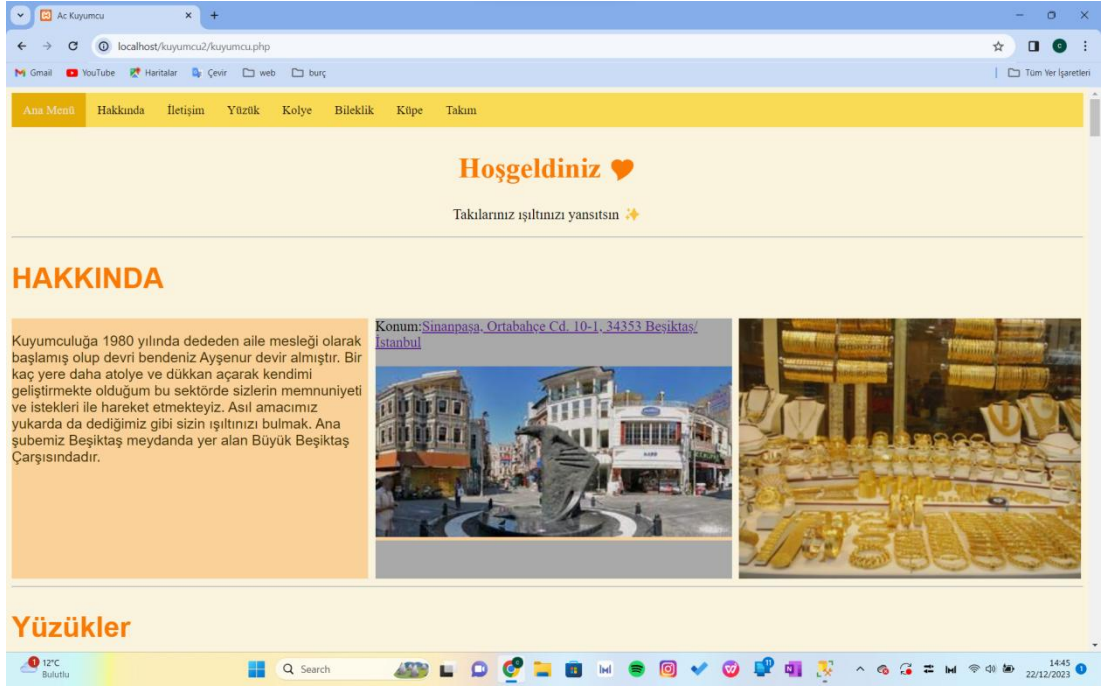 Ac Kuyumcu
localhost/kuyumcu2/kuyumcu.php
Gmail YouTube Haritalar Çevir web burç Tüm Yer İşaretleri
Ana Menü Hakkında İletişim Yüzük Kolye Bileklik Küpe Takım
Hoşgeldiniz 🧡
Takılarınız ışıltınızı yansıtsın ✨
HAKKINDA
Kuyumculuğa 1980 yılında dededen aile mesleği olarak
başlamış olup devri bendeniz Ayşenur devir almıştır. Bir
kaç yere daha atolye ve dükkan açarak kendimi
geliştirmekte olduğum bu sektörde sizlerin memnuniyeti
ve istekleri ile hareket etmekteyiz. Asıl amacımız
yukarda da dediğimiz gibi sizin ışıltınızı bulmak. Ana
şubemiz Beşiktaş meydanda yer alan Büyük Beşiktaş
Çarşısındadır.
Konum:Sinanpaşa, Ortabahçe Cd. 10-1, 34353 Beşiktaş/
İstanbul
Yüzükler
12°C
Bulutlu
Search
14:45
22/12/2023